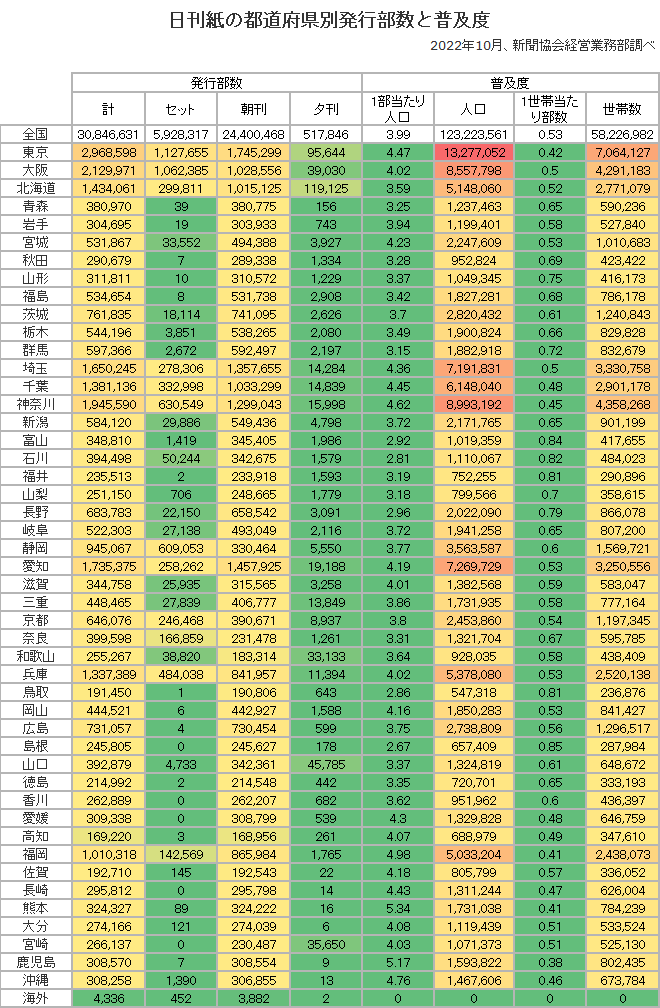 日刊紙の都道府県別発行部数と普及度
2022年10月、新聞協会経営業務部調べ
発行部数 普及度
計 セット 朝刊 夕刊 1部当たり人口 人口 1世帯当たり部数 世帯数
全国 30,846,631 5,928,317 24,400,468 517,846 3.99 123,223,561 0.53 58,226,982
東京 2,968,598 1,127,655 1,745,299 95,644 4.47 13,277,052 0.42 7,064,127
大阪 2,129,971 1,062,385 1,028,556 39,030 4.02 8,557,798 0.5 4,291,183
北海道 1,434,061 299,811 1,015,125 119,125 3.59 5,148,060 0.52 2,771,079
青森 380,970 39 380,775 156 3.25 1,237,463 0.65 590,236
岩手 304,695 19 303,933 743 3.94 1,199,401 0.58 527,840
宮城 531,867 33,552 494,388 3,927 4.23 2,247,609 0.53 1,010,683
秋田 290,679 7 289,338 1,334 3.28 952,824 0.69 423,422
山形 311,811 10 310,572 1,229 3.37 1,049,345 0.75 416,173
福島 534,654 8 531,738 2,908 3.42 1,827,281 0.68 786,178
茨城 761,835 18,114 741,095 2,626 3.7 2,820,432 0.61 1,240,843
栃木 544,196 3,851 538,265 2,080 3.49 1,900,824 0.66 829,828
群馬 597,366 2,672 592,497 2,197 3.15 1,882,918 0.72 832,679
埼玉 1,650,245 278,306 1,357,655 14,284 4.36 7,191,831 0.5 3,330,758
千葉 1,381,136 332,998 1,033,299 14,839 4.45 6,148,040 0.48 2,901,178
神奈川 1,945,590 630,549 1,299,043 15,998 4.62 8,993,192 0.45 4,358,268
新潟 584,120 29,886 549,436 4,798 3.72 2,171,765 0.65 901,199
富山 348,810 1,419 345,405 1,986 2.92 1,019,359 0.84 417,655
石川 394,498 50,244 342,675 1,579 2.81 1,110,067 0.82 484,023
福井 235,513 2 233,918 1,593 3.19 752,255 0.81 290,896
山梨 251,150 706 248,665 1,779 3.18 799,566 0.7 358,615
長野 683,783 22,150 658,542 3,091 2.96 2,022,090 0.79 866,078
岐阜 522,303 27,138 493,049 2,116 3.72 1,941,258 0.65 807,200
静岡 945,067 609,053 330,464 5,550 3.77 3,563,587 0.6 1,569,721
愛知 1,735,375 258,262 1,457,925 19,188 4.19 7,269,729 0.53 3,250,556
滋賀 344,758 25,935 315,565 3,258 4.01 1,382,568 0.59 583,047
三重 448,465 27,839 406,777 13,849 3.86 1,731,935 0.58 777,164
京都 646,076 246,468 390,671 8,937 3.8 2,453,860 0.54 1,197,345
奈良 399,598 166,859 231,478 1,261 3.31 1,321,704 0.67 595,785
和歌山 255,267 38,820 183,314 33,133 3.64 928,035 0.58 438,409
兵庫 1,337,389 484,038 841,957 11,394 4.02 5,378,080 0.53 2,520,138
鳥取 191,450 1 190,806 643 2.86 547,318 0.81 236,876
岡山 444,521 6 442,927 1,588 4.16 1,850,283 0.53 841,427
広島 731,057 4 730,454 599 3.75 2,738,809 0.56 1,296,517
島根 245,805 0 245,627 178 2.67 657,409 0.85 287,984
山口 392,879 4,733 342,361 45,785 3.37 1,324,819 0.61 648,672
徳島 214,992 2 214,548 442 3.35 720,701 0.65 333,193
香川 262,889 0 262,207 682 3.62 951,962 0.6 436,397
愛媛 309,338 0 308,799 539 4.3 1,329,828 0.48 646,759
高知 169,220 3 168,956 261 4.07 688,979 0.49 347,610
福岡 1,010,318 142,569 865,984 1,765 4.98 5,033,204 0.41 2,438,073
佐賀 192,710 145 192,543 22 4.18 805,799 0.57 336,052
長崎 295,812 0 295,798 14 4.43 1,311,244 0.47 626,004
熊本 324,327 89 324,222 16 5.34 1,731,038 0.41 784,239
大分 274,166 121 274,039 6 4.08 1,119,439 0.51 533,524
宮崎 266,137 0 230,487 35,650 4.03 1,071,373 0.51 525,130
鹿児島 308,570 7 308,554 9 5.17 1,593,822 0.38 802,435
沖縄 308,258 1,390 306,855 13 4.76 1,467,606 0.46 673,784
海外 4,336 452 3,882 2 0 0 0 0